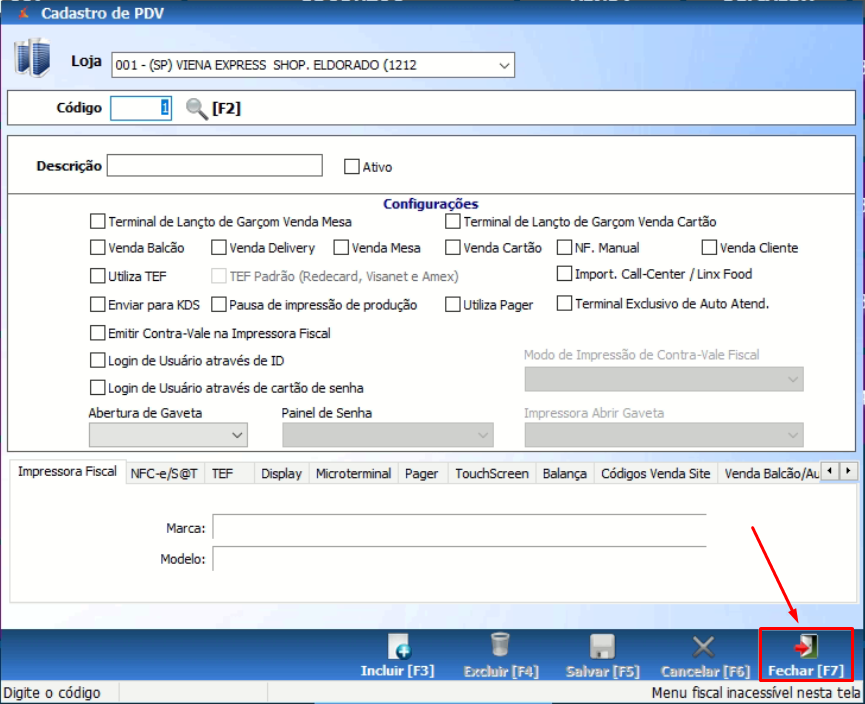 Cadastro de PDV
Loja 001 - (SP) VIENA EXPRESS SHOP. ELDORADO (1212
Código 1 [F2]
Descrição Ativo
Configurações
Terminal de Lançto de Garçom Venda Mesa Terminal de Lançto de Garçom Venda Cartão
Venda Balcão Venda Delivery Venda Mesa Venda Cartão NF. Manual Venda Cliente
Utiliza TEF TEF Padrão (Redecard, Visanet e Amex) Import. Call-Center / Linx Food
Enviar para KDS Pausa de impressão de produção Utiliza Pager Terminal Exclusivo de Auto Atend.
Emitir Contra-Vale na Impressora Fiscal
Login de Usuário através de ID Modo de Impressão de Contra-Vale Fiscal
Login de Usuário através de cartão de senha
Abertura de Gaveta Painel de Senha Impressora Abrir Gaveta
Impressora Fiscal NFC-e/S@T TEF Display Microterminal Pager TouchScreen Balança Códigos Venda Site Venda Balcão/Au
Marca:
Modelo:
Incluir [F3] Excluir [F4] Salvar [F5] Cancelar [F6] Fechar [F7]
Digite o código Menu fiscal inacessível nesta tela